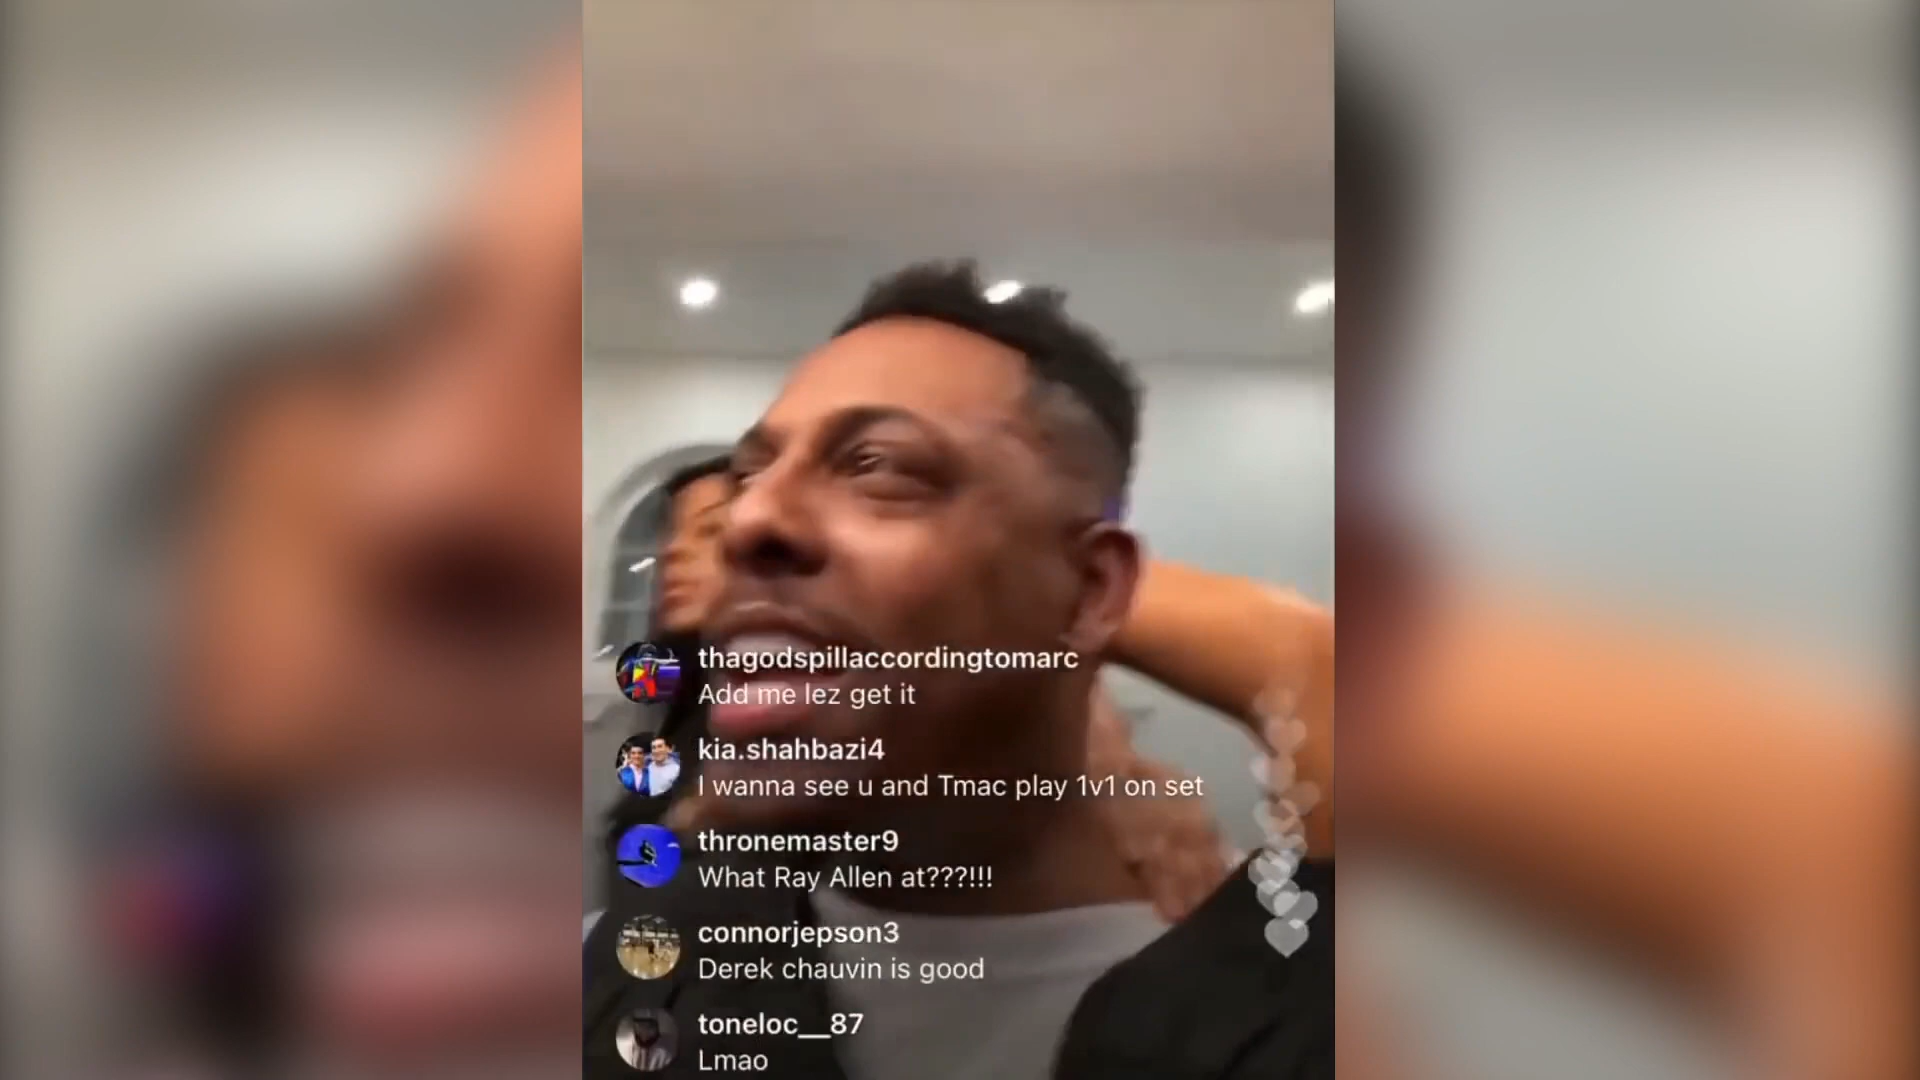 thagodspillaccordingtomarc
Add me lez get it
kia.shahbazi4
I wanna see u and Tmac play 1v1 on set
thronemaster9
What Ray Allen at???!!!
connorjepson3
Derek chauvin is good
toneloc__87
Lmao